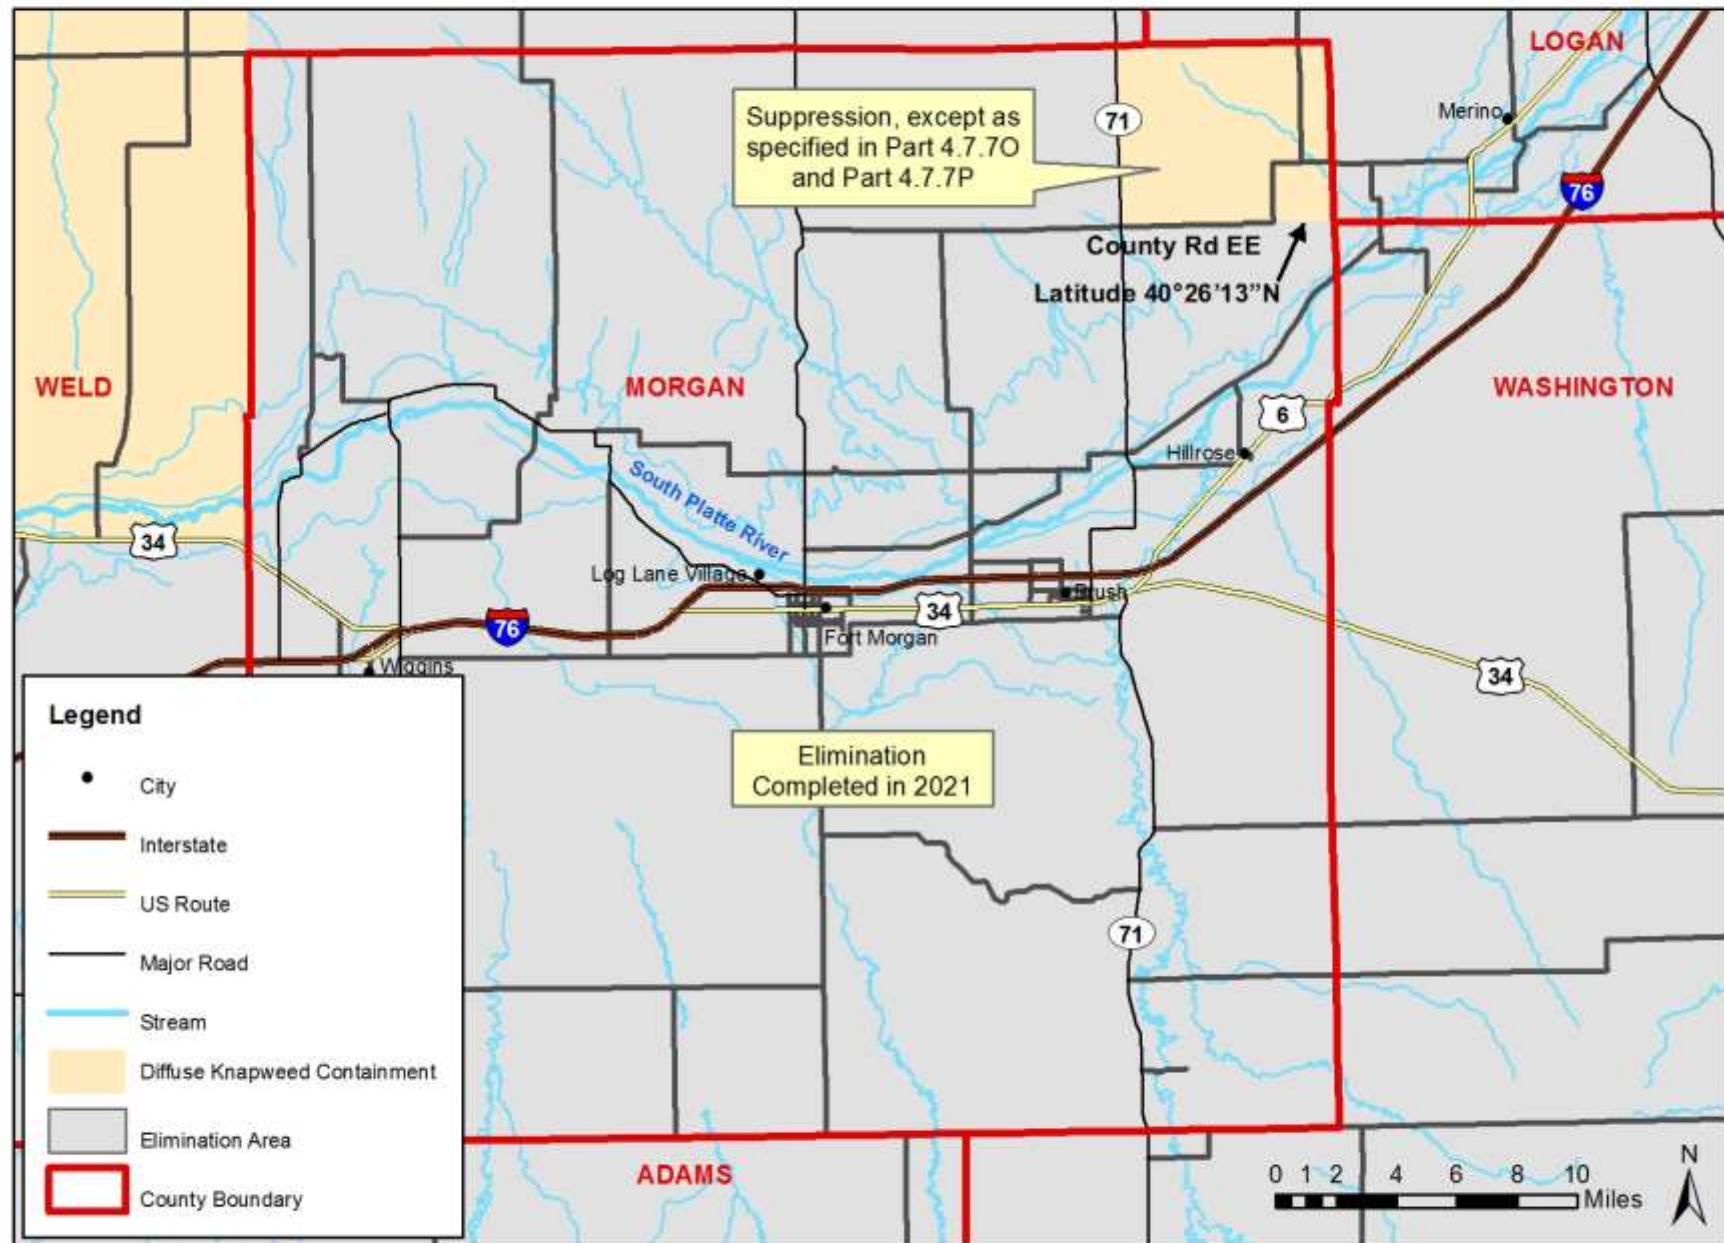 LOGAN
Merino
Suppression, except as
specified in Part 4.7.7O
and Part 4.7.7P
71
76
County Rd EE
Latitude 40°26'13"N
WELD
MORGAN
WASHINGTON
6
Hillrose
South Platte River
34
Log Lane Village
Brush
34
76
Fort Morgan
Wiggins
34
Elimination
Completed in 2021
71
Legend
City
Interstate
US Route
Major Road
Stream
Diffuse Knapweed Containment
Elimination Area
County Boundary
ADAMS
N
0 1 2 4 6 8 10
Miles